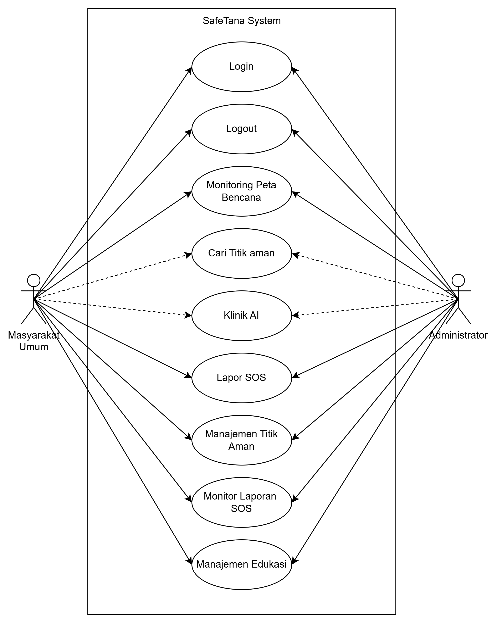 SafeTana System
Login
Logout
Monitoring Peta
Bencana
Cari Titik aman
Klinik AI
Masyarakat
Umum
Administrator
Lapor SOS
Manajemen Titik
Aman
Monitor Laporan
SOS
Manajemen Edukasi